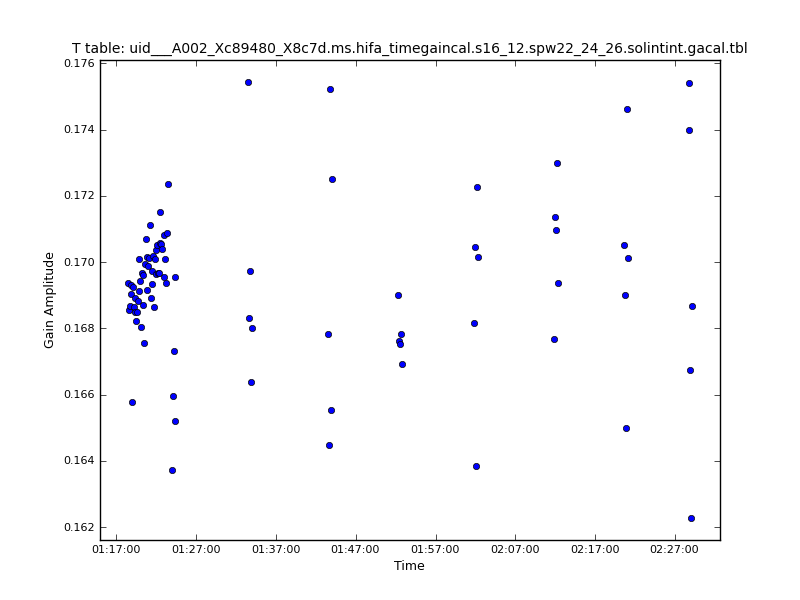 T table: uid___A002_Xc89480_X8c7d.ms.hifa_timegaincal.s16_12.spw22_24_26.solintint.gacal.tbl
0.176
0.174
0.172
0.170
0.168
0.166
0.164
0.162
Gain Amplitude
01:17:00 01:27:00 01:37:00 01:47:00 01:57:00 02:07:00 02:17:00 02:27:00
Time